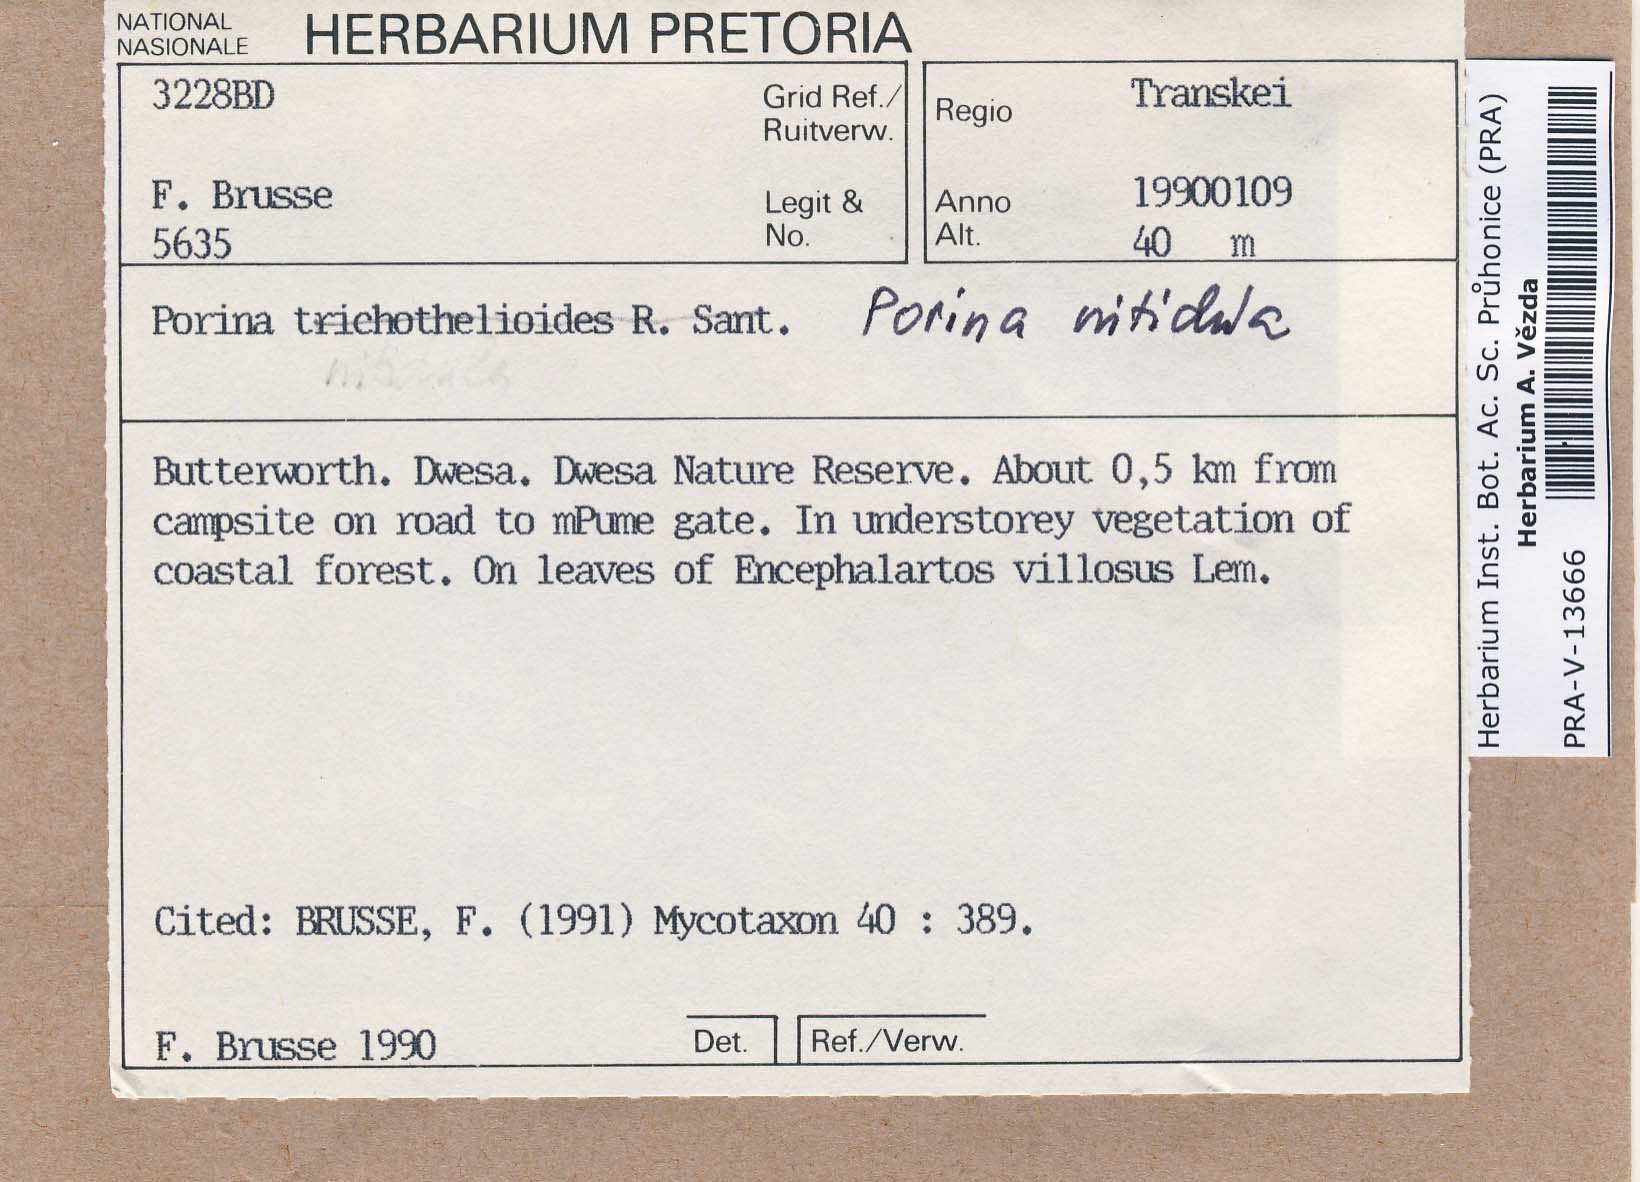 NATIONAL
NASIONALE
HERBARIUM PRETORIA
3228BD
Grid Ref./
Ruitverw.
F. Brusse
5635
Legit &
No.
Regio
Transkei
Anno
19900109
Alt.
40 m
Porina trichothelioides R. Sant. Porina nitidula
Butterworth. Dwesa. Dwesa Nature Reserve. About 0,5 km from
campsite on road to mPume gate. In understorey vegetation of
coastal forest. On leaves of Encephalartos villosus Lem.
Cited: BRUSSE, F. (1991) Mycotaxon 40 : 389.
F. Brusse 1990
Det.
Ref./Verw.
Herbarium Inst. Bot. Ac. Sc. Průhonice (PRA)
Herbarium A. Vězda
PRA-V-13666